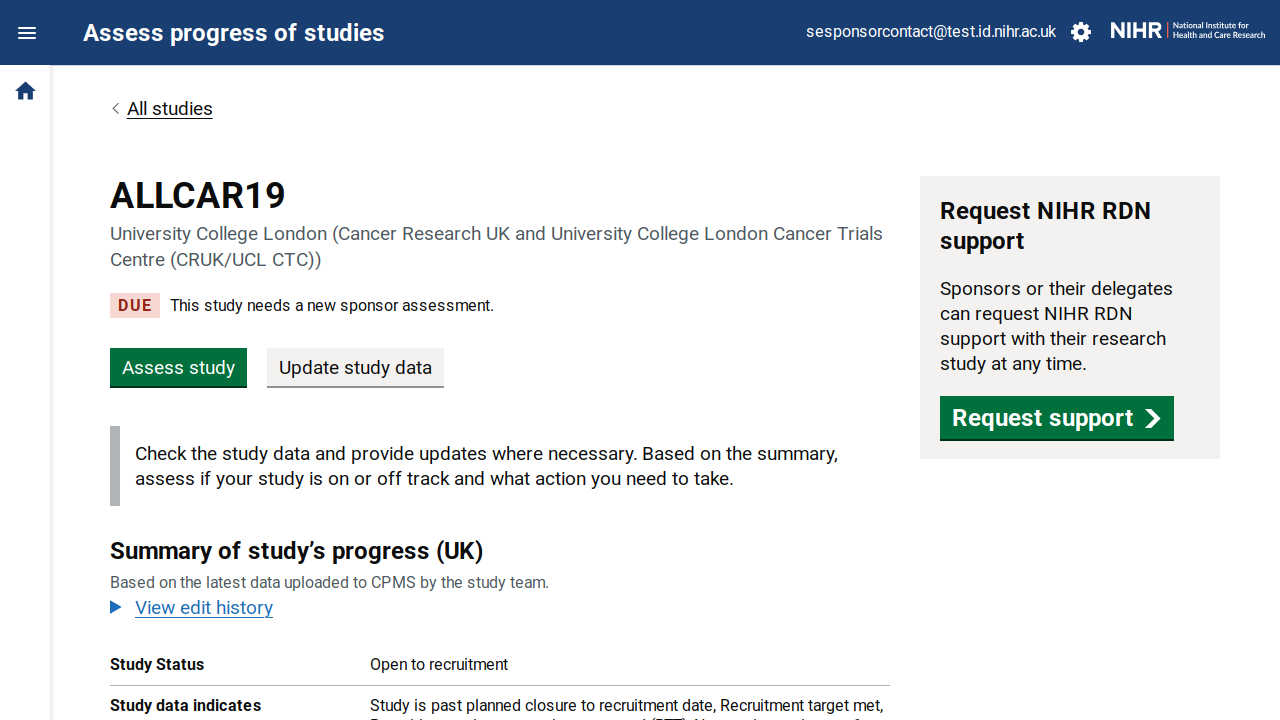 Assess progress of studies
sesponsorcontact@test.id.nihr.ac.uk
NIHR
National Institute for
Health and Care Research
All studies
ALLCAR19
University College London (Cancer Research UK and University College London Cancer Trials
Centre (CRUK/UCL CTC))
DUE This study needs a new sponsor assessment.
Assess study
Update study data
Check the study data and provide updates where necessary. Based on the summary,
assess if your study is on or off track and what action you need to take.
Summary of study’s progress (UK)
Based on the latest data uploaded to CPMS by the study team.
View edit history
Study Status Open to recruitment
Study data indicates Study is past planned closure to recruitment date, Recruitment target met,
Request NIHR RDN
support
Sponsors or their delegates
can request NIHR RDN
support with their research
study at any time.
Request support